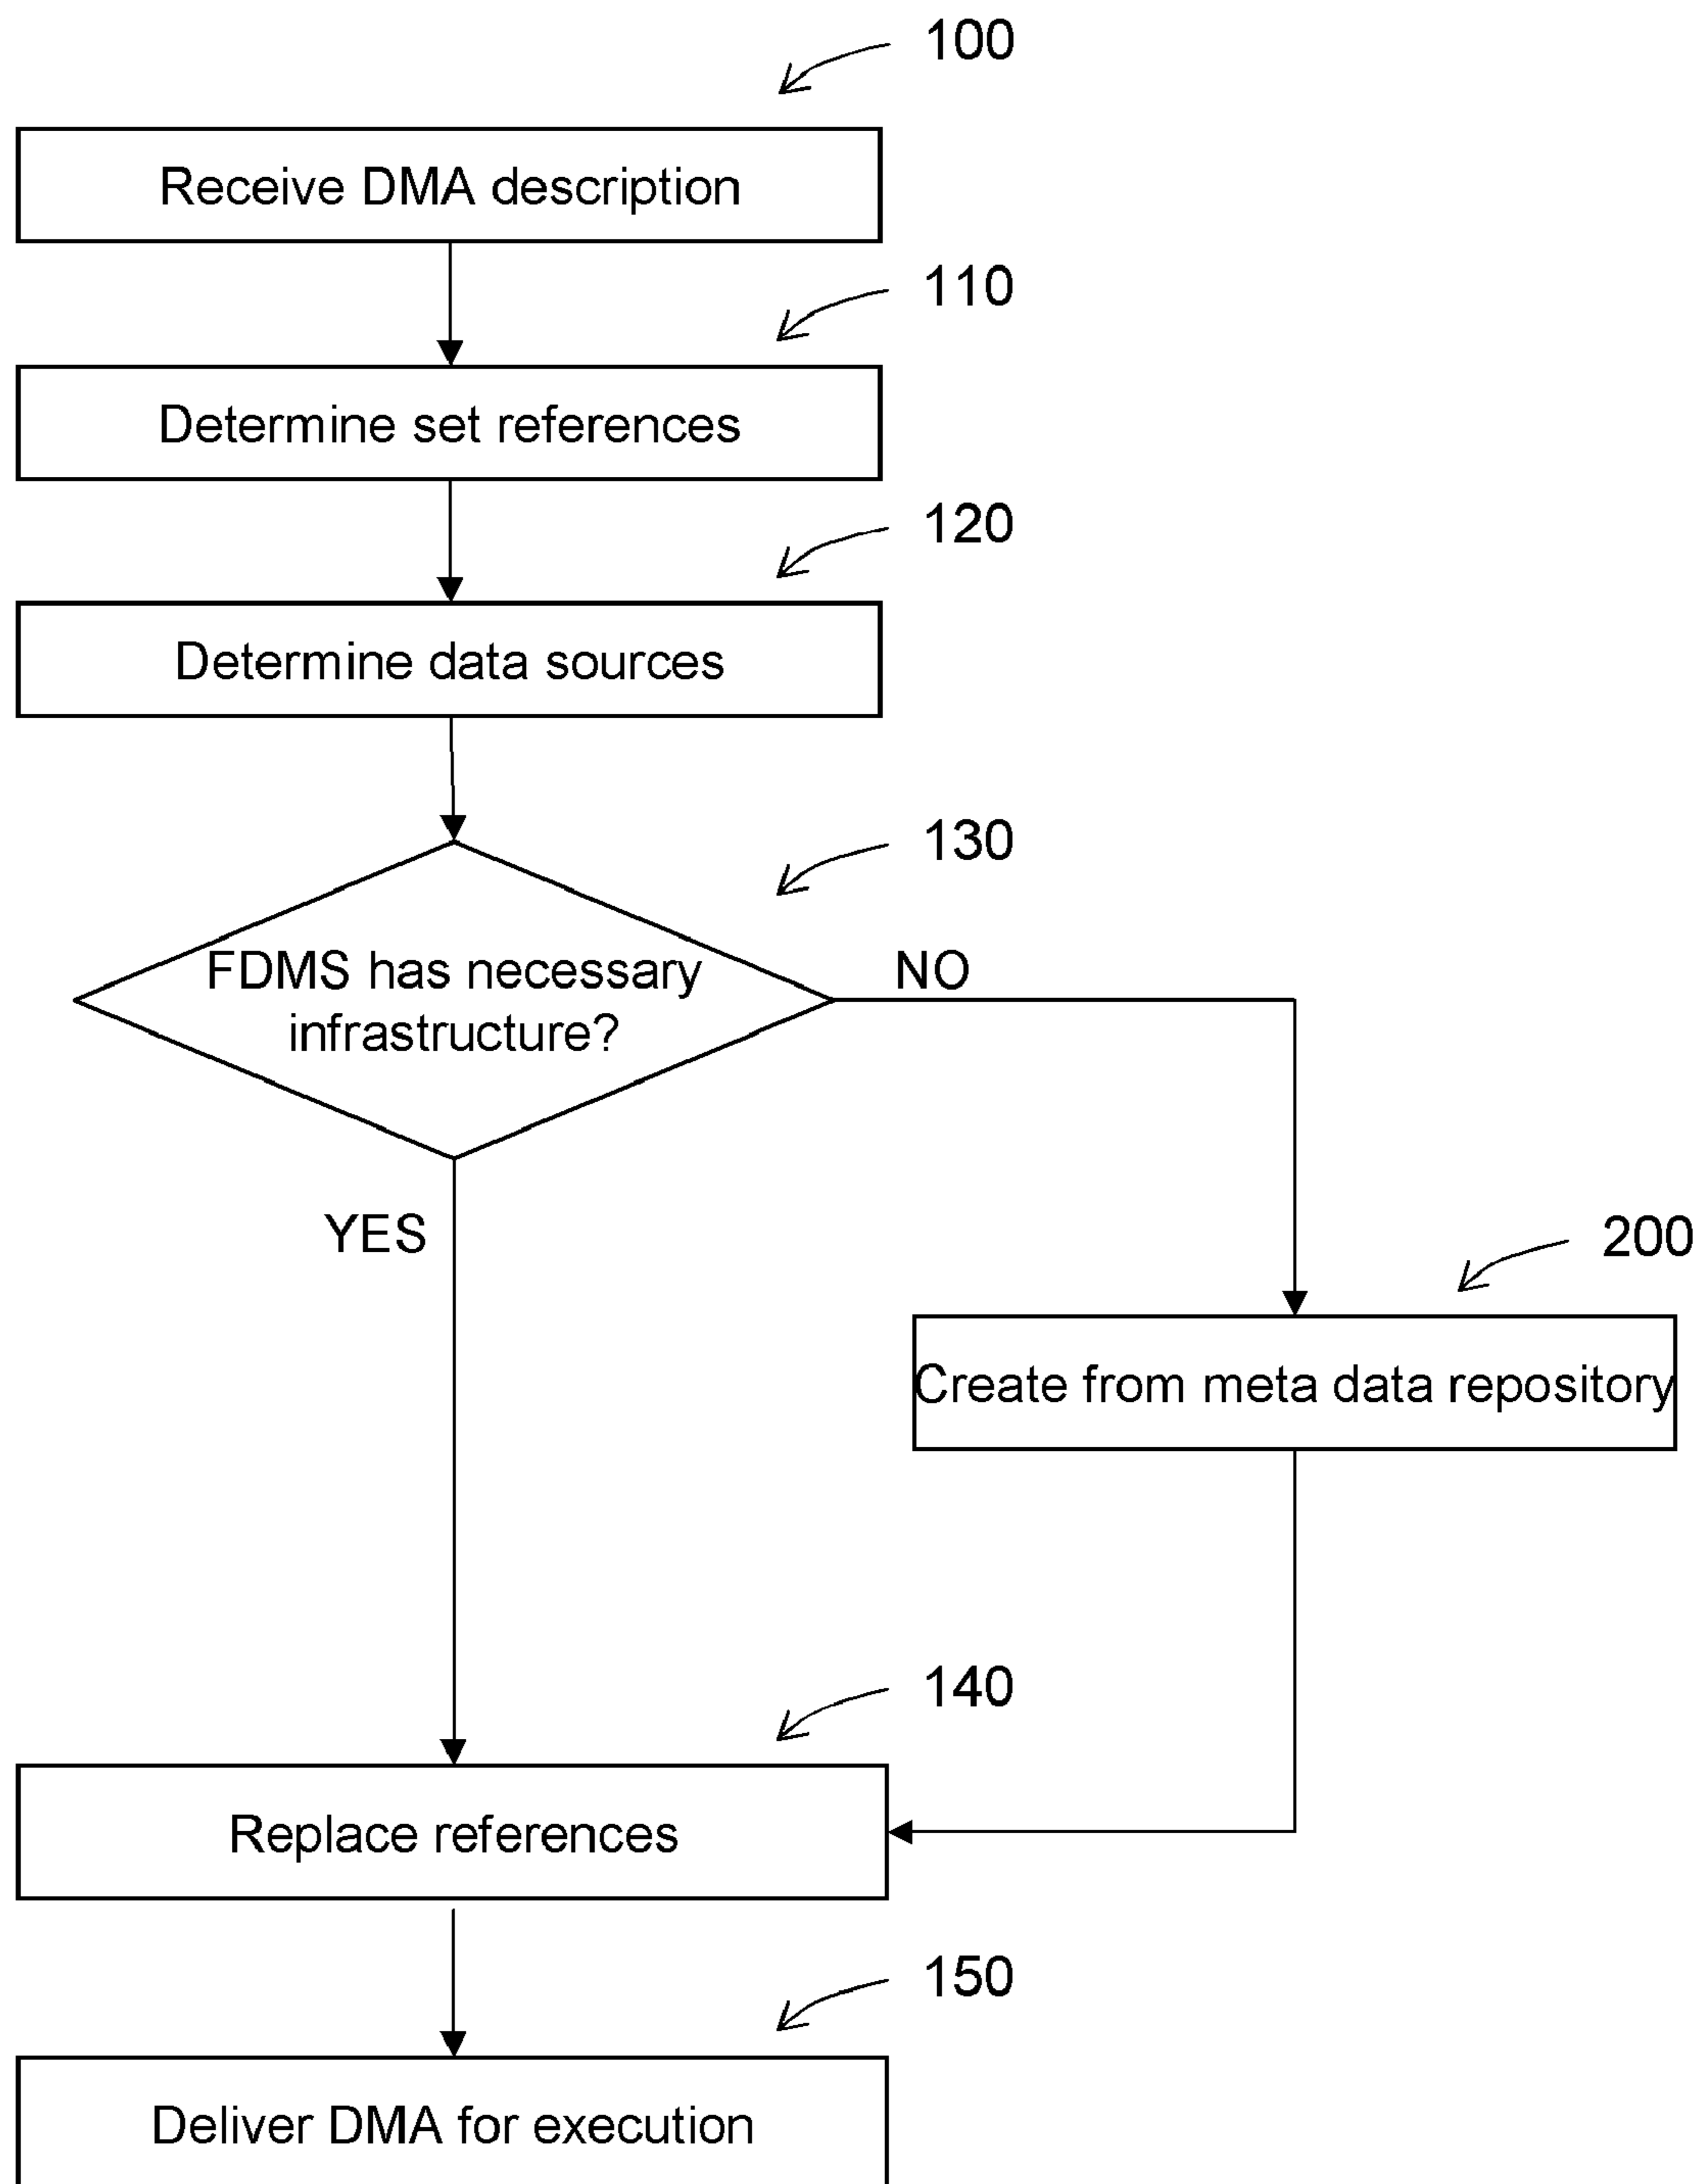 100
Receive DMA description
110
Determine set references
120
Determine data sources
130
FDMS has necessary
infrastructure?
NO
YES
200
Create from meta data repository
140
Replace references
150
Deliver DMA for execution